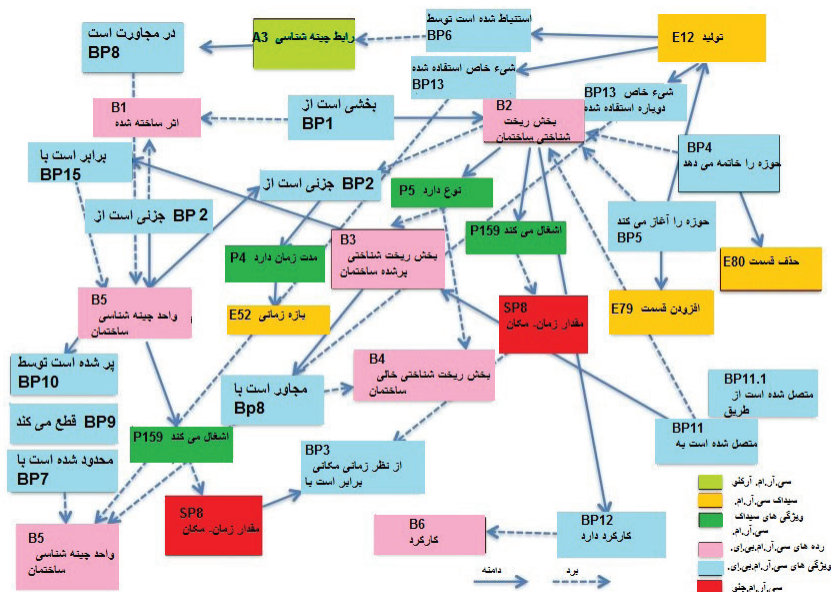 در مجاورت است
BP8
رابط چینه شناسی A3
استنباط شده است توسط
BP6
تولید E12
شیء خاص استفاده شده
BP13
شیء خاص BP13
دوباره استفاده شده
B1
اثر ساخته شده
بخشی است از
BP1
B2
بخش ریخت
شناختی ساختمان
BP4
حوزه را خاتمه می دهد
برابر است با
BP15
جزئی است از BP2
نوع دارد P5
جزئی است از BP 2
مدت زمان دارد P4
B3
بخش ریخت شناختی
پرشده ساختمان
اشغال می کند P159
حوزه را آغاز می کند
BP5
حذف قسمت E80
B5
واحد چینه شناسی
ساختمان
بازه زمانی E52
SP8
مقدار زمان- مکان
افزودن قسمت E79
پر شده است توسط
BP10
مجاور است با
Bp8
B4
بخش ریخت شناختی خالی
ساختمان
BP11.1
متصل شده است از
طریق
قطع می کند BP9
اشغال می کند P159
BP11
متصل شده است به
محدود شده است با
BP7
BP3
از نظر زمانی مکانی
برابر است با
SP8
مقدار زمان- مکان
B5
واحد چینه شناسی
ساختمان
B6
کارکرد
BP12
کارکرد دارد
دامنه
برد
سی.آر.ام. آرکئو
سیداک سی.آر.ام.
ویژگی های سیداک
سی.آر.ام.
رده های سی.آر.ام.بی.ای.
ویژگی های سی.آر.ام.بی.ای.
سی.آر.ام.جئو